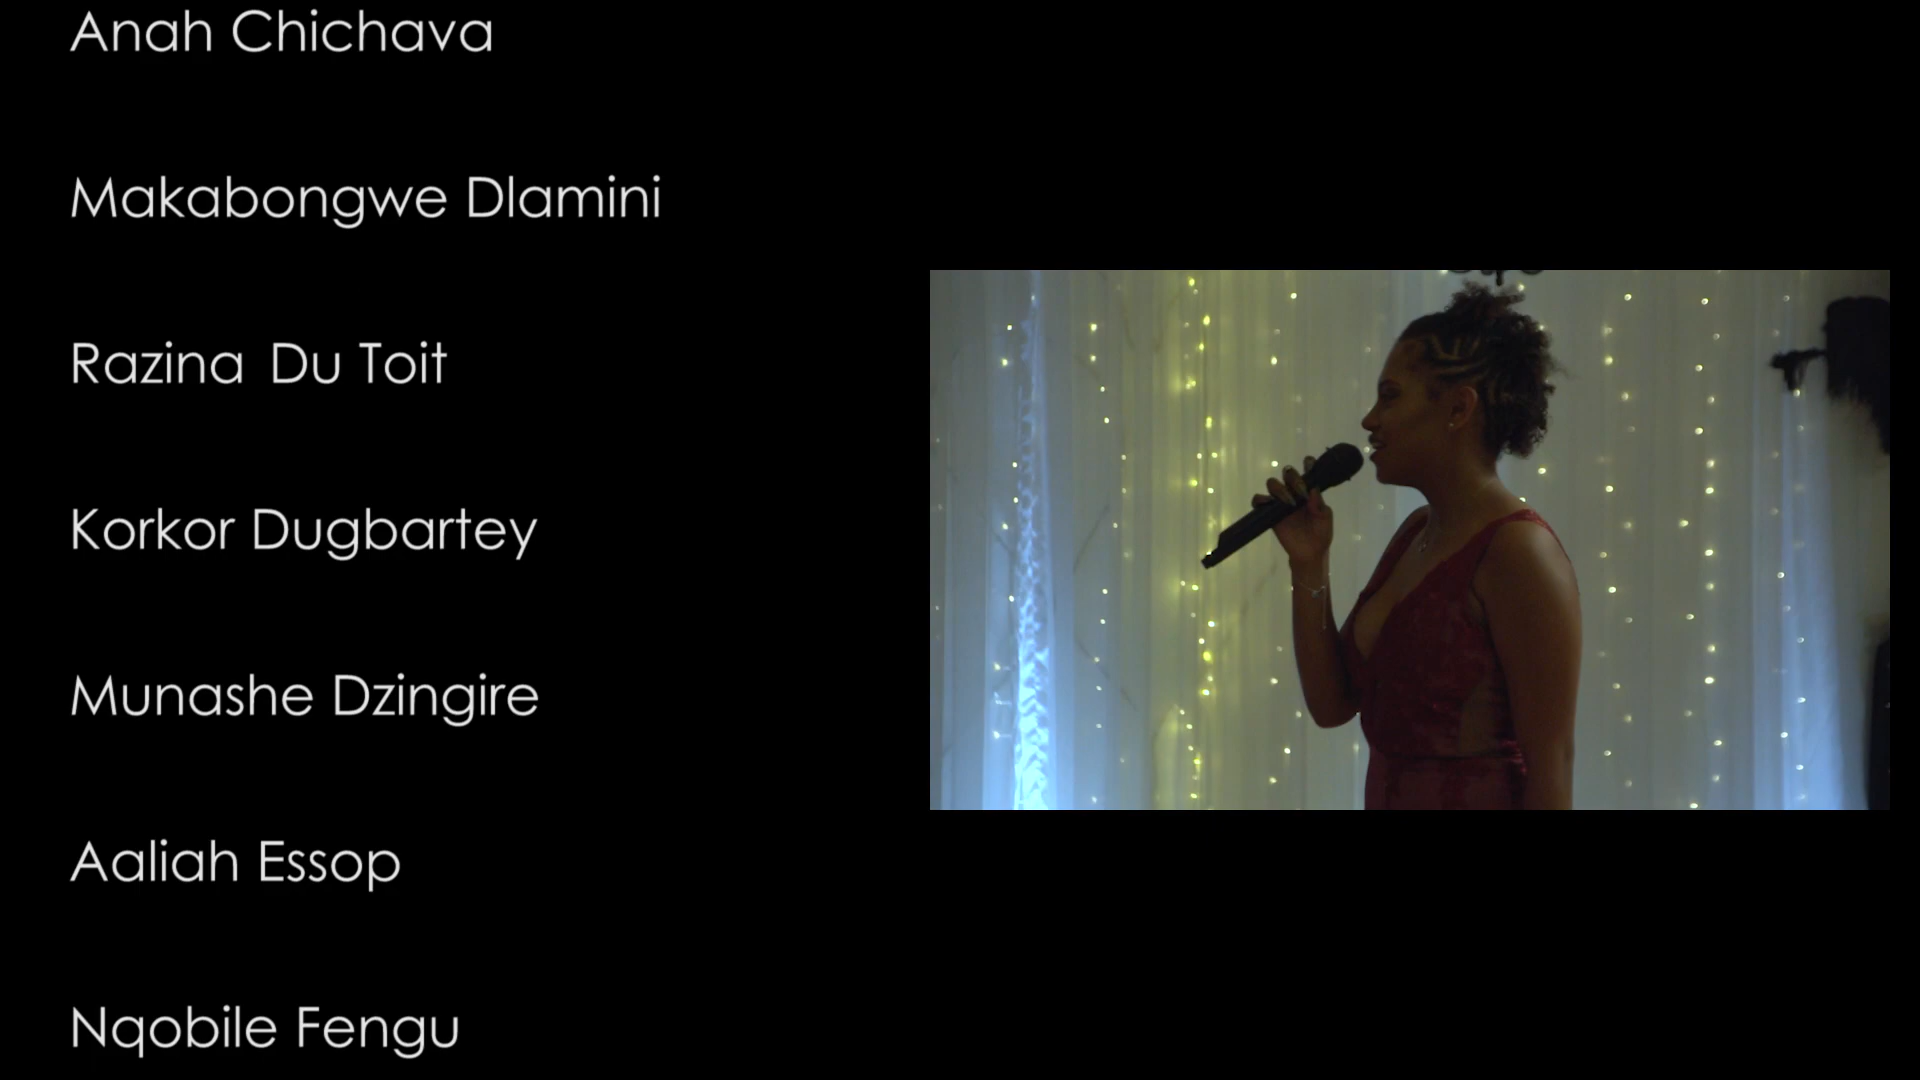 Anah Chichava
Makabongwe Dlamini
Razina Du Toit
Korkor Dugbartey
Munashe Dzingire
Aaliah Essop
Nqobile Fengu